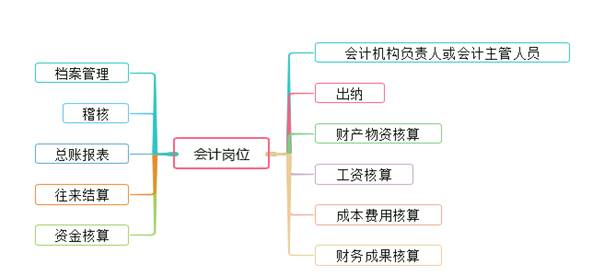 会计岗位
会计机构负责人或会计主管人员
出纳
财产物资核算
工资核算
成本费用核算
财务成果核算
档案管理
稽核
总账报表
往来结算
资金核算